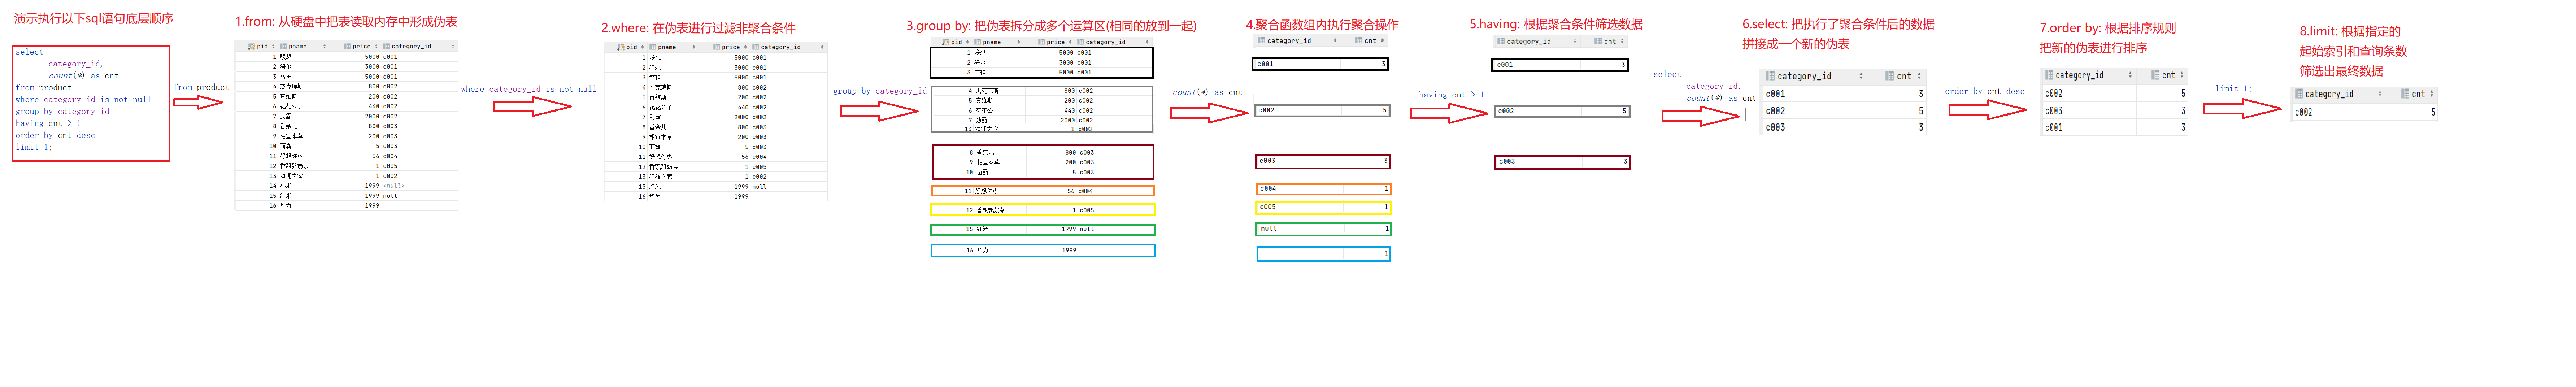 演示执行以下sql语句底层顺序
select
category_id,
count(*) as cnt
from product
where category_id is not null
group by category_id
having cnt > 1
order by cnt desc
limit 1;
from product
1.from: 从硬盘中把表读取内存中形成伪表
pid pname price category_id
1 联想 5000 c001
2 海尔 3000 c001
3 雷神 5000 c001
4 杰克琼斯 800 c002
5 真维斯 200 c002
6 花花公子 440 c002
7 劲霸 2000 c002
8 香奈儿 800 c003
9 相宜本草 200 c003
10 面霸 5 c003
11 好想你枣 56 c004
12 香飘飘奶茶 1 c005
13 海澜之家 1 c002
14 小米 1999 <null>
15 红米 1999 null
16 华为 1999
where category_id is not null
2.where: 在伪表进行过滤非聚合条件
pid pname price category_id
1 联想 5000 c001
2 海尔 3000 c001
3 雷神 5000 c001
4 杰克琼斯 800 c002
5 真维斯 200 c002
6 花花公子 440 c002
7 劲霸 2000 c002
8 香奈儿 800 c003
9 相宜本草 200 c003
10 面霸 5 c003
11 好想你枣 56 c004
12 香飘飘奶茶 1 c005
13 海澜之家 1 c002
15 红米 1999 null
16 华为 1999
group by category_id
3.group by: 把伪表拆分成多个运算区(相同的放到一起)
pid pname price category_id
1 联想 5000 c001
2 海尔 3000 c001
3 雷神 5000 c001
4 杰克琼斯 800 c002
5 真维斯 200 c002
6 花花公子 440 c002
7 劲霸 2000 c002
13 海澜之家 1 c002
8 香奈儿 800 c003
9 相宜本草 200 c003
10 面霸 5 c003
11 好想你枣 56 c004
12 香飘飘奶茶 1 c005
15 红米 1999 null
16 华为 1999
count(*) as cnt
4.聚合函数组内执行聚合操作
category_id cnt
c001 3
c002 5
c003 3
c004 1
c005 1
null 1
1
having cnt > 1
5.having: 根据聚合条件筛选数据
category_id cnt
c001 3
c002 5
c003 3
select
category_id,
count(*) as cnt
6.select: 把执行了聚合条件后的数据
拼接成一个新的伪表
category_id cnt
c001 3
c002 5
c003 3
order by cnt desc
7.order by: 根据排序规则
把新的伪表进行排序
category_id cnt
c002 5
c003 3
c001 3
limit 1;
8.limit: 根据指定的
起始索引和查询条数
筛选出最终数据
category_id cnt
c002 5